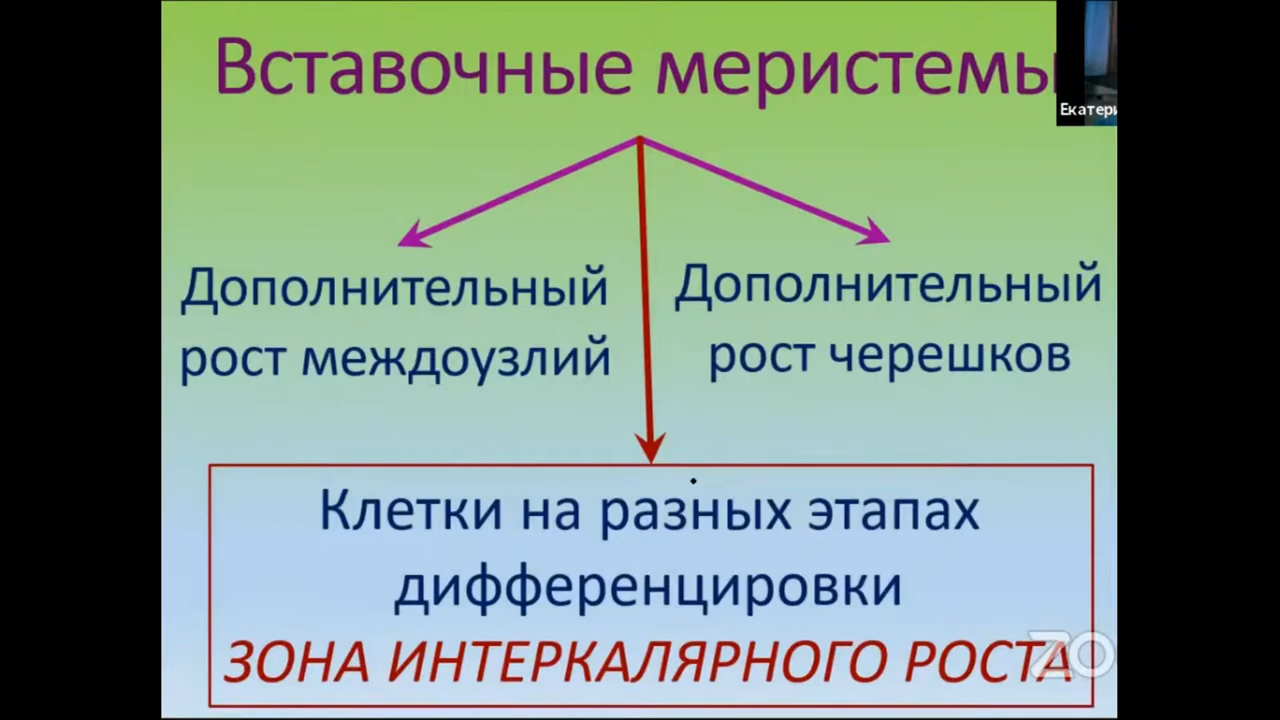 Вставочные меристемы
Дополнительный
рост междоузлий
Дополнительный
рост черешков
Клетки на разных этапах
дифференцировки
ЗОНА ИНТЕРКАЛЯРНОГО РОСТА